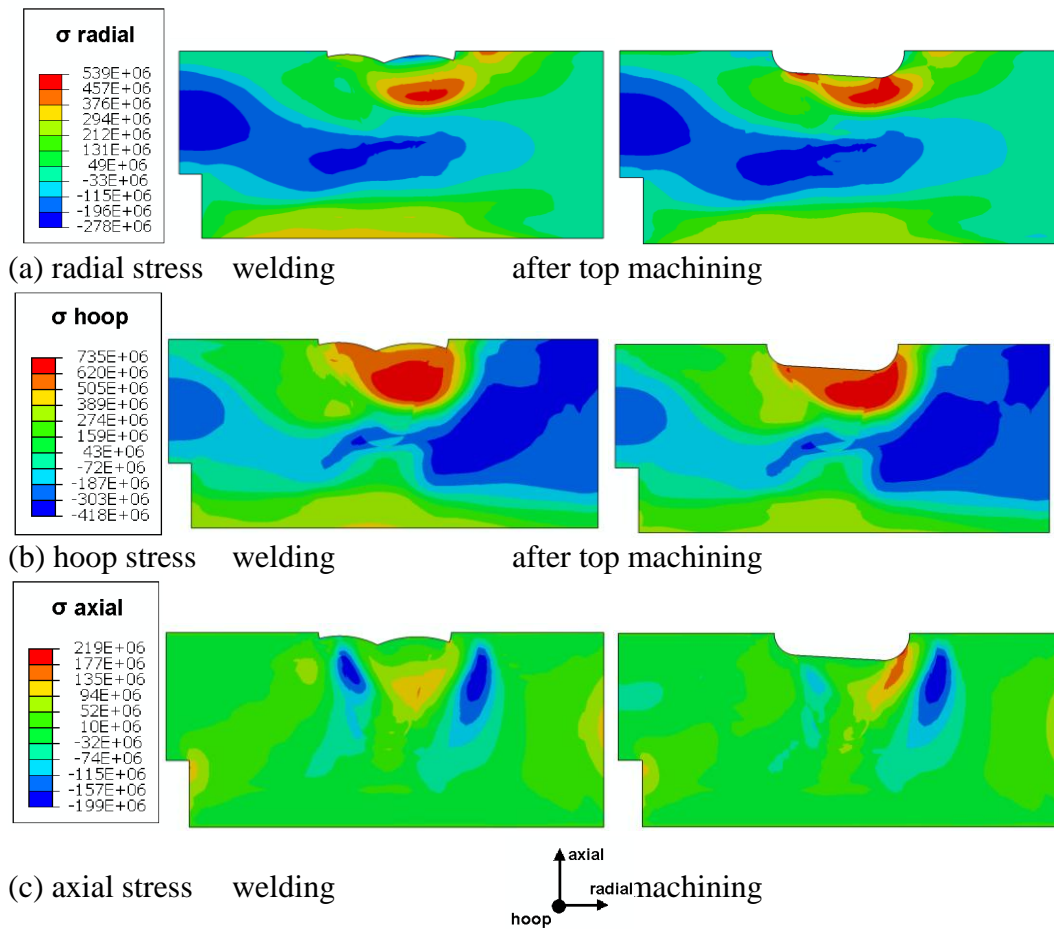 σ radial
539E+06
457E+06
376E+06
294E+06
212E+06
131E+06
49E+06
-33E+06
-115E+06
-196E+06
-278E+06
(a) radial stress welding after top machining
σ hoop
735E+06
620E+06
505E+06
389E+06
274E+06
159E+06
43E+06
-72E+06
-187E+06
-303E+06
-418E+06
(b) hoop stress welding after top machining
σ axial
219E+06
177E+06
135E+06
94E+06
52E+06
10E+06
-32E+06
-74E+06
-115E+06
-157E+06
-199E+06
axial
radial
hoop
(c) axial stress welding machining